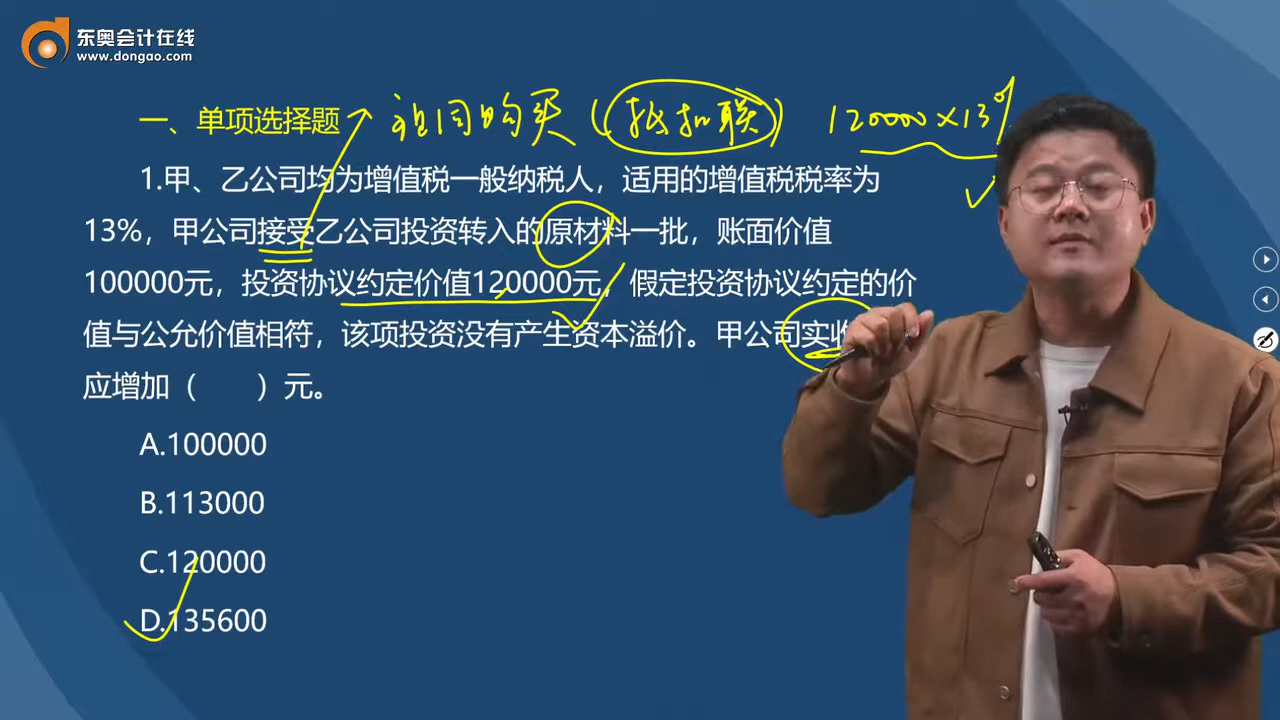 东奥会计在线
www.dongao.com
一、单项选择题 视同购买（抵扣联） 120000×13%
1.甲、乙公司均为增值税一般纳税人，适用的增值税税率为
13%，甲公司接受乙公司投资转入的原材料一批，账面价值
100000元，投资协议约定价值120000元，假定投资协议约定的价
值与公允价值相符，该项投资没有产生资本溢价。甲公司实收
应增加（ ）元。
A.100000
B.113000
C.120000
D.135600